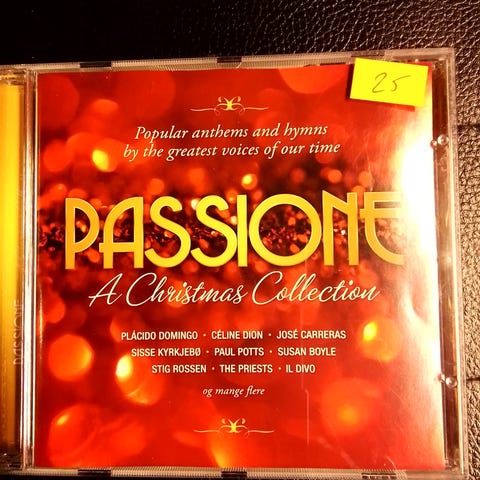 25
Popular anthems and hymns
by the greatest voices of our time
PASSIONE
A Christmas Collection
PLÁCIDO DOMINGO · CÉLINE DION · JOSÉ CARRERAS
SISSE KYRKJEBØ · PAUL POTTS · SUSAN BOYLE
STIG ROSSEN · THE PRIESTS · IL DIVO
og mange flere
PASSIONE